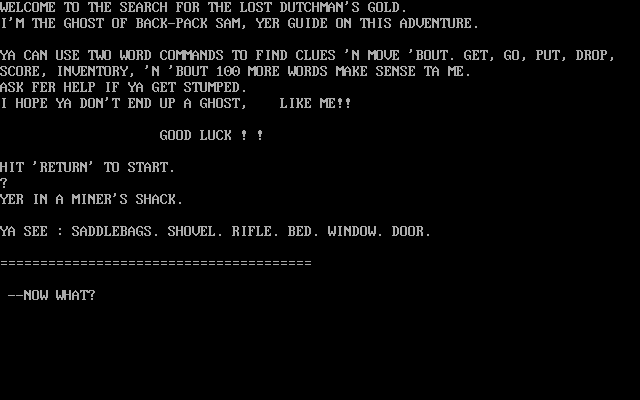 WELCOME TO THE SEARCH FOR THE LOST DUTCHMAN'S GOLD.
I'M THE GHOST OF BACK-PACK SAM, YER GUIDE ON THIS ADVENTURE.
YA CAN USE TWO WORD COMMANDS TO FIND CLUES 'N MOVE 'BOUT. GET, GO, PUT, DROP,
SCORE, INVENTORY, 'N 'BOUT 100 MORE WORDS MAKE SENSE TA ME.
ASK FER HELP IF YA GET STUMPED.
I HOPE YA DON'T END UP A GHOST,    LIKE ME!!
GOOD LUCK ! !
HIT 'RETURN' TO START.
?
YER IN A MINER'S SHACK.
YA SEE : SADDLEBAGS. SHOVEL. RIFLE. BED. WINDOW. DOOR.
=======================================
--NOW WHAT?